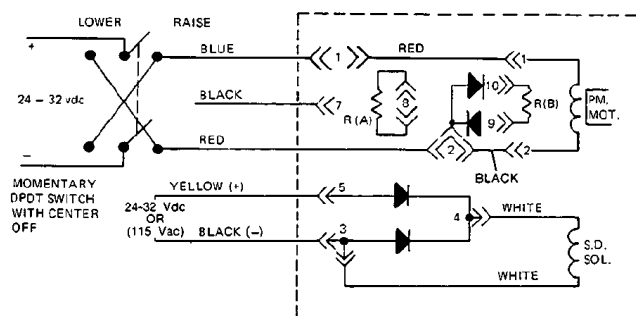 LOWER RAISE
+
BLUE 1 RED 1
24 – 32 vdc
BLACK 7 R(A) 8 10 R(B) PM. MOT.
9
RED 2 2
–
BLACK
MOMENTARY
DPDT SWITCH
WITH CENTER
OFF
YELLOW (+) 5
24-32 Vdc
OR
(115 Vac)
4 WHITE
BLACK (–) 3
S.D.
SOL.
WHITE